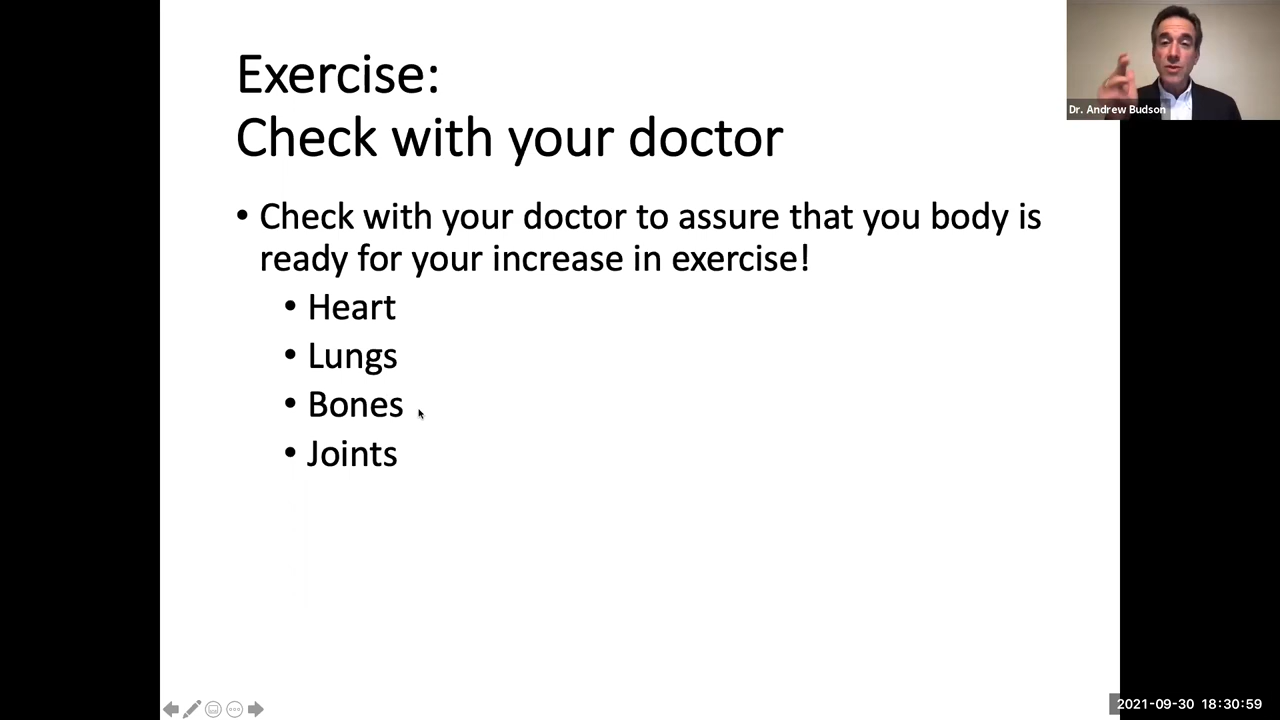 Exercise:
Check with your doctor
• Check with your doctor to assure that you body is
ready for your increase in exercise!
• Heart
• Lungs
• Bones
• Joints
Dr. Andrew Budson
2021-09-30 18:30:59